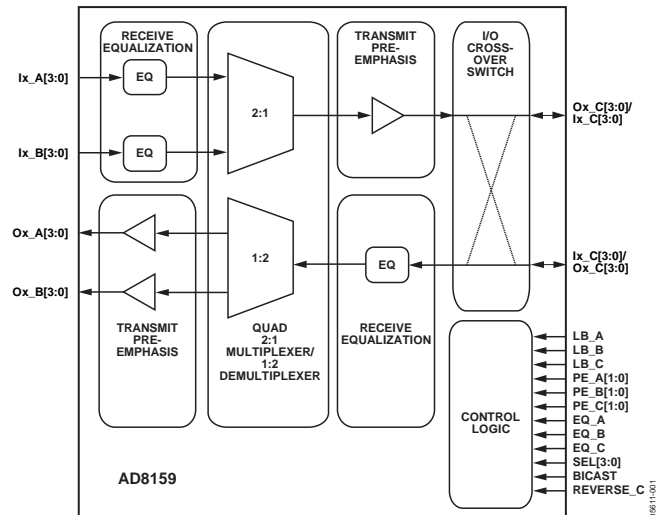 RECEIVE
EQUALIZATION
TRANSMIT
PRE-
EMPHASIS
I/O
CROSS-
OVER
SWITCH
Ix_A[3:0]
EQ
2:1
Ox_C[3:0]/
Ix_C[3:0]
Ix_B[3:0]
EQ
Ox_A[3:0]
1:2
EQ
Ix_C[3:0]/
Ox_C[3:0]
Ox_B[3:0]
TRANSMIT
PRE-
EMPHASIS
QUAD
2:1
MULTIPLEXER/
1:2
DEMULTIPLEXER
RECEIVE
EQUALIZATION
CONTROL
LOGIC
LB_A
LB_B
LB_C
PE_A[1:0]
PE_B[1:0]
PE_C[1:0]
EQ_A
EQ_B
EQ_C
SEL[3:0]
BICAST
REVERSE_C
AD8159